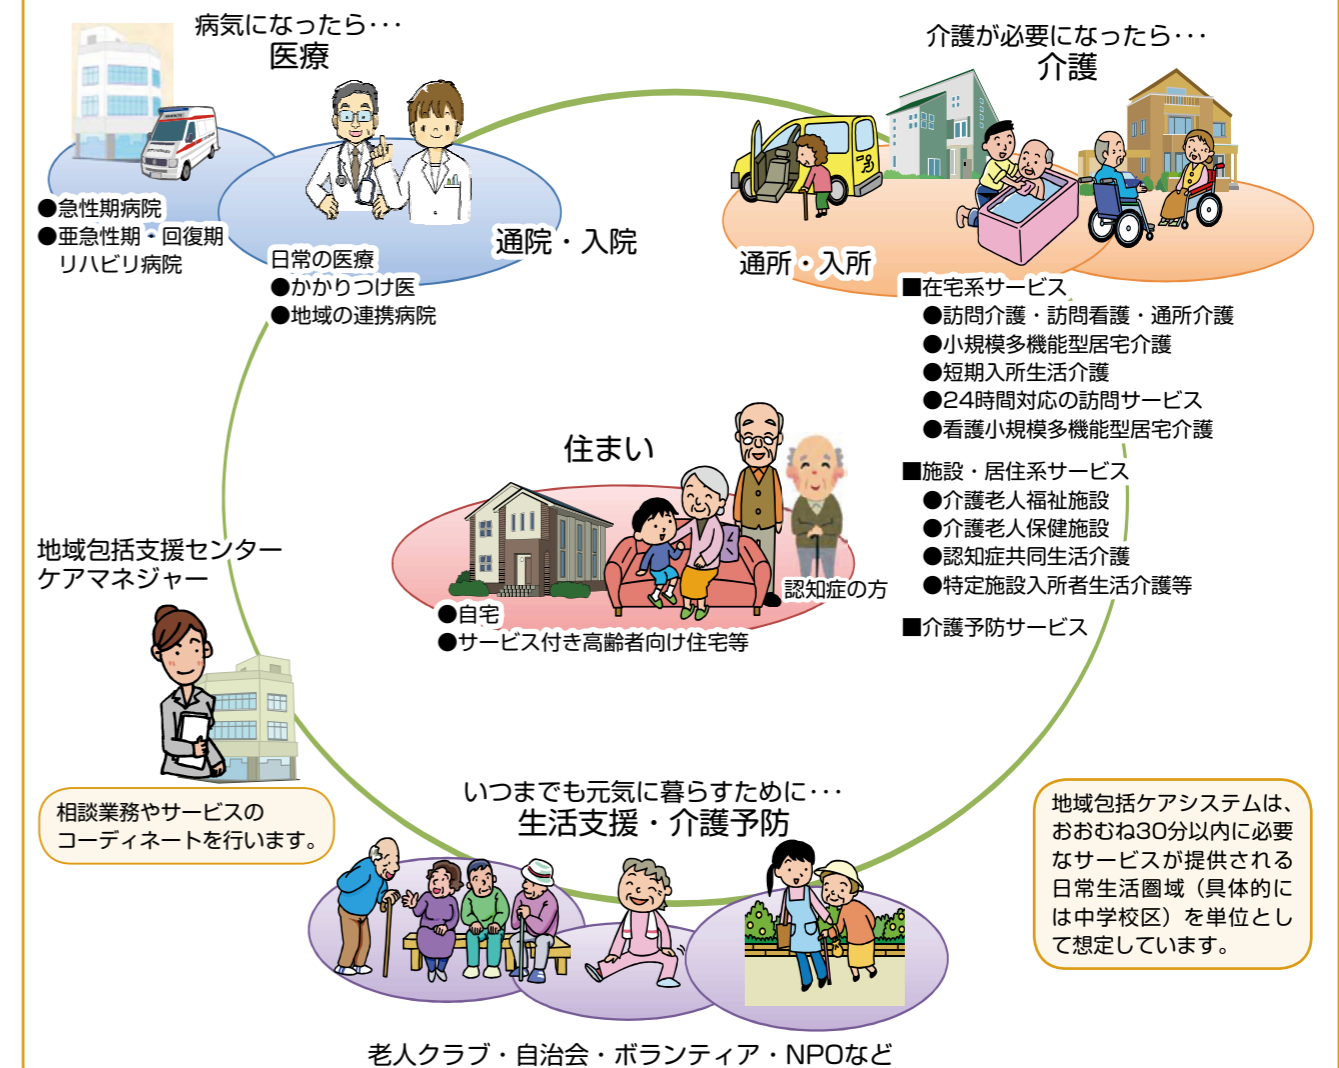 病気になったら･･･
医療
●急性期病院
●亜急性期・回復期
リハビリ病院
日常の医療
●かかりつけ医
●地域の連携病院
通院・入院
介護が必要になったら･･･
介護
通所・入所
■在宅系サービス
●訪問介護・訪問看護・通所介護
●小規模多機能型居宅介護
●短期入所生活介護
●24時間対応の訪問サービス
●看護小規模多機能型居宅介護
■施設・居住系サービス
●介護老人福祉施設
●介護老人保健施設
●認知症共同生活介護
●特定施設入所者生活介護等
■介護予防サービス
住まい
認知症の方
●自宅
●サービス付き高齢者向け住宅等
地域包括支援センター
ケアマネジャー
相談業務やサービスの
コーディネートを行います。
いつまでも元気に暮らすために･･･
生活支援・介護予防
老人クラブ・自治会・ボランティア・NPOなど
地域包括ケアシステムは、
おおむね30分以内に必要
なサービスが提供される
日常生活圏域（具体的に
は中学校区）を単位とし
て想定しています。